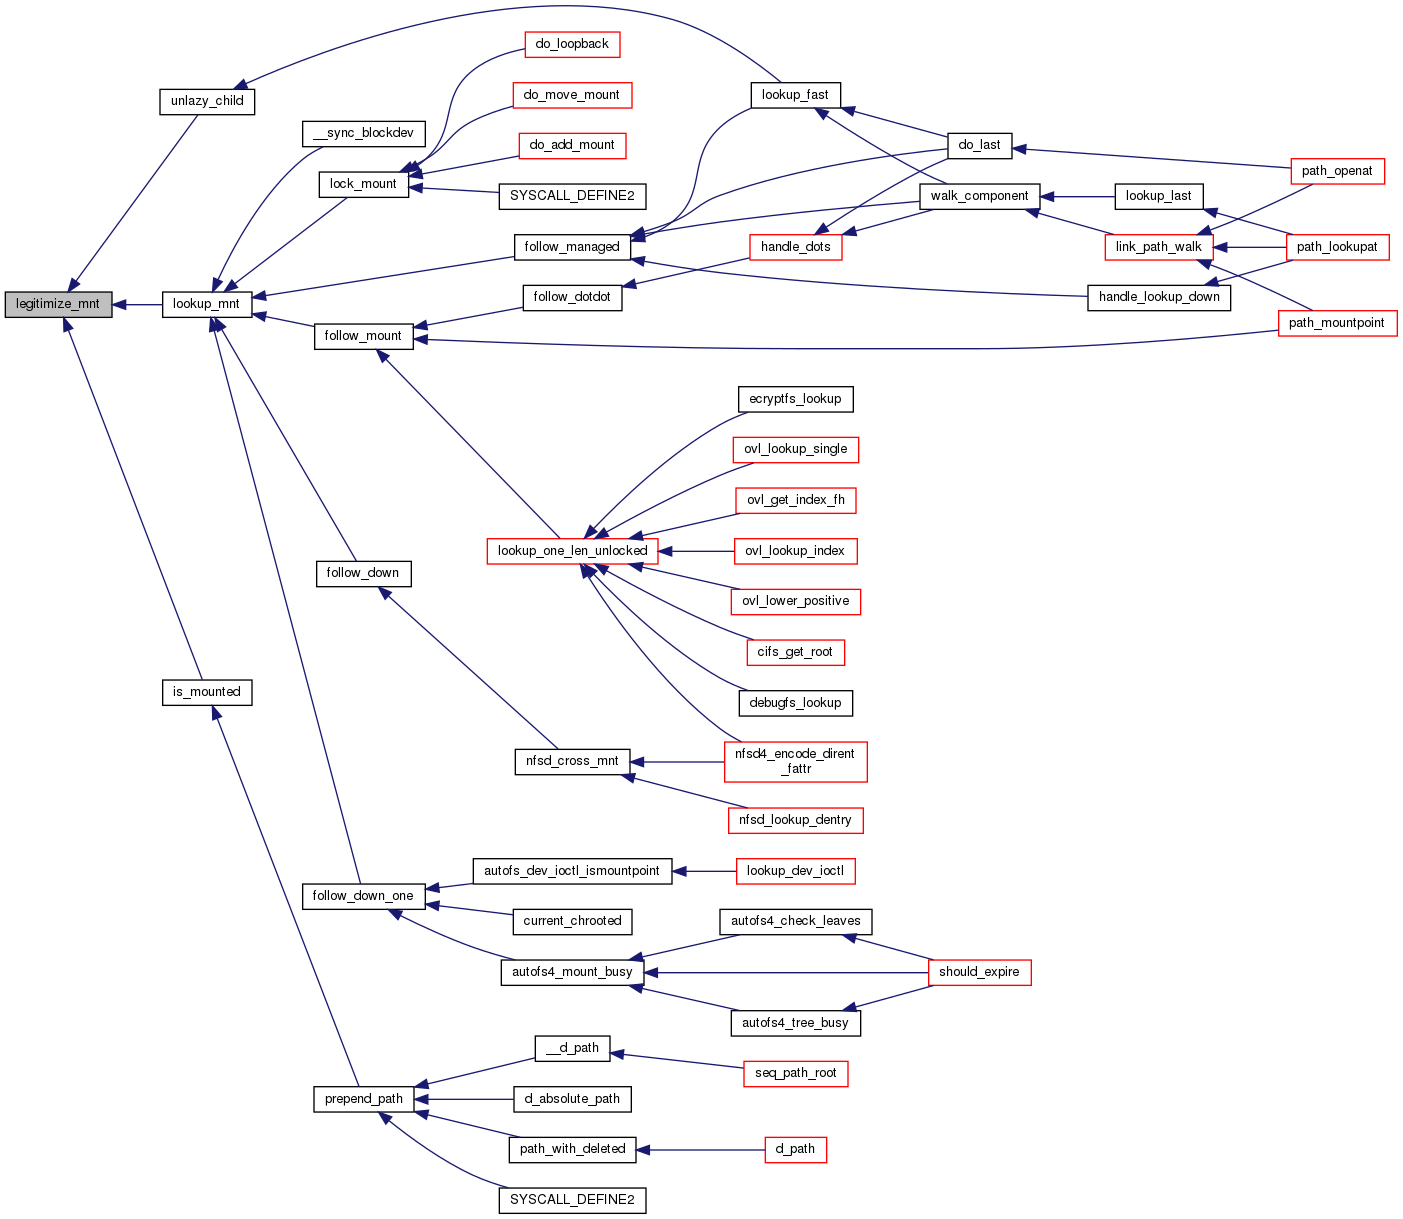 do_loopback
do_move_mount
lookup_fast
unlazy_child
__sync_blockdev
do_add_mount
do_last
path_openat
lock_mount
SYSCALL_DEFINE2
walk_component
lookup_last
follow_managed
handle_dots
link_path_walk
path_lookupat
legitimize_mnt
lookup_mnt
follow_dotdot
handle_lookup_down
follow_mount
path_mountpoint
ecryptfs_lookup
ovl_lookup_single
ovl_get_index_fh
lookup_one_len_unlocked
ovl_lookup_index
follow_down
ovl_lower_positive
cifs_get_root
is_mounted
debugfs_lookup
nfsd_cross_mnt
nfsd4_encode_dirent
_fattr
nfsd_lookup_dentry
autofs_dev_ioctl_ismountpoint
lookup_dev_ioctl
follow_down_one
current_chrooted
autofs4_check_leaves
autofs4_mount_busy
should_expire
autofs4_tree_busy
__d_path
seq_path_root
prepend_path
d_absolute_path
path_with_deleted
d_path
SYSCALL_DEFINE2